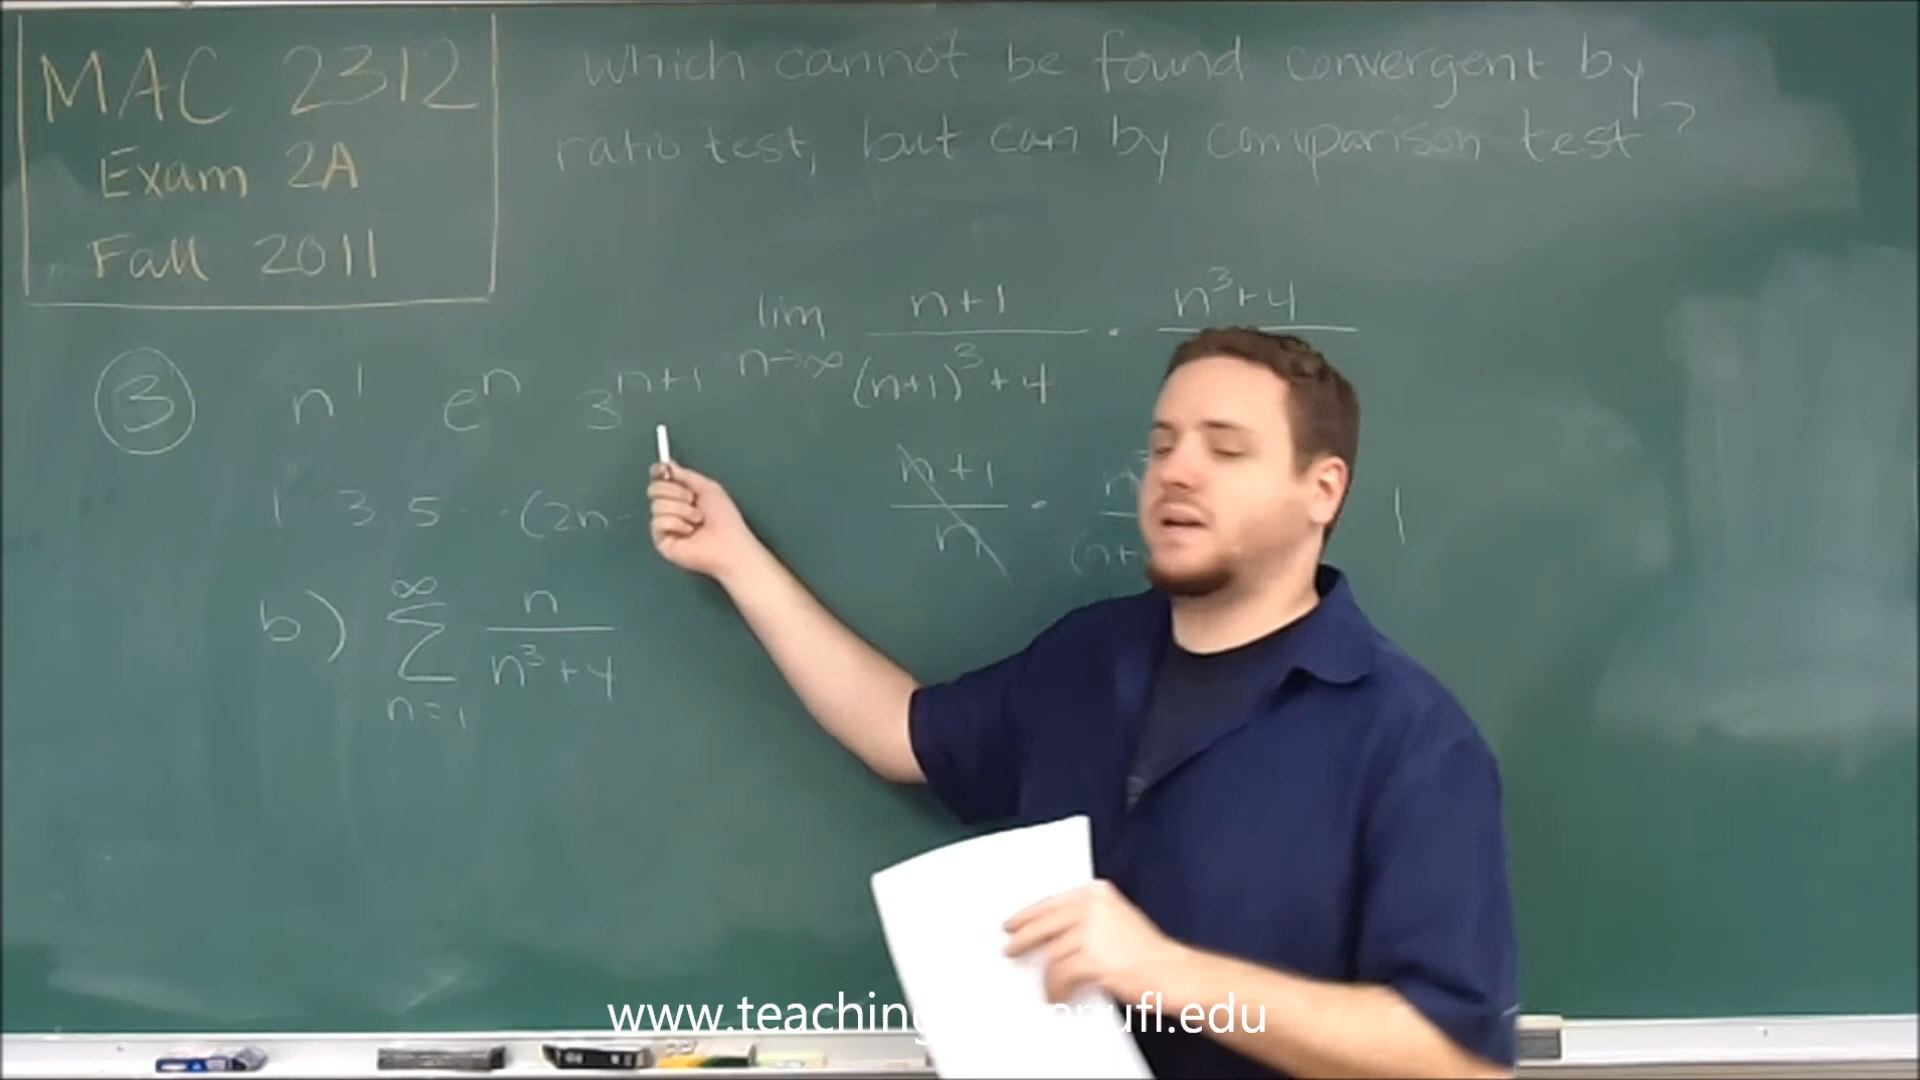 MAC 2312
Exam 2A
Fall 2011
which cannot be found convergent by
ratio test, but can by comparison test?
lim n→∞ n+1 / (n+1)³+4 · n³+4
③ n! eⁿ 3ⁿ⁺¹
n+1 / n · 1
1 3 5 · · (2n-
b) ∞ Σ n=1 n / n³+4
www.teaching ufl.edu